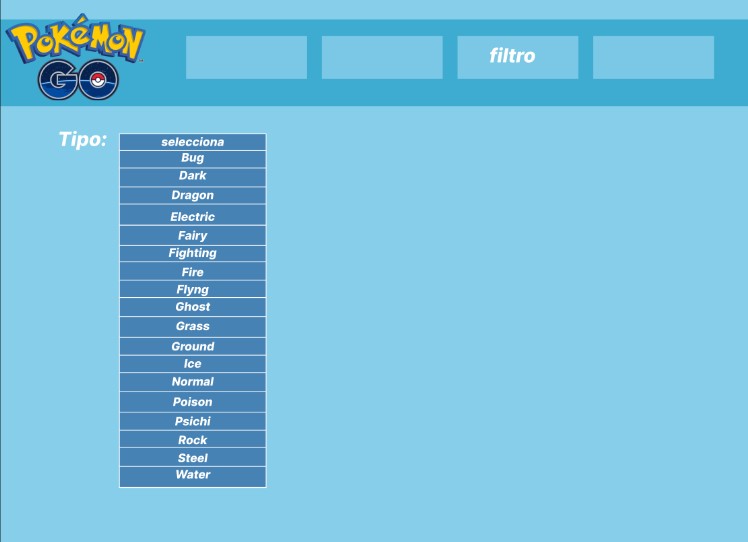 POKÉMON
GO
filtro
Tipo:
selecciona
Bug
Dark
Dragon
Electric
Fairy
Fighting
Fire
Flyng
Ghost
Grass
Ground
Ice
Normal
Poison
Psichi
Rock
Steel
Water